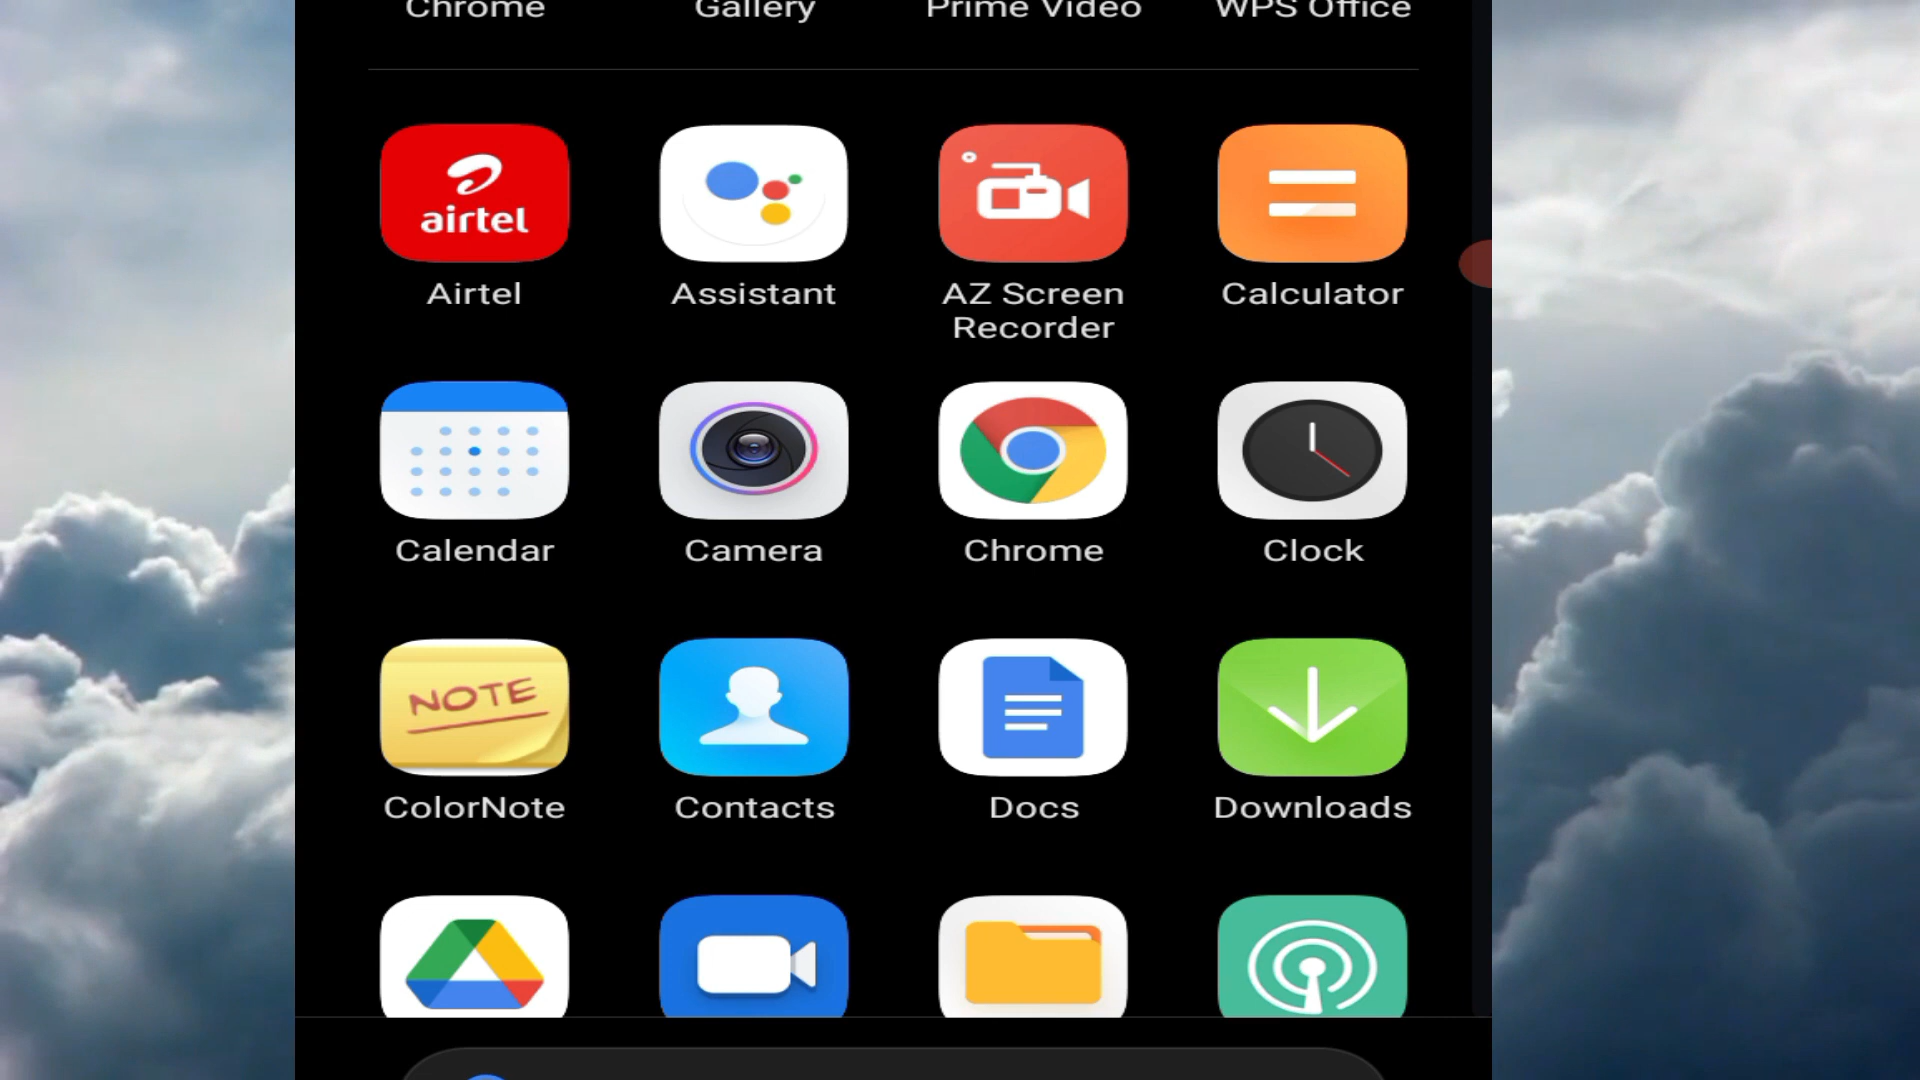 Chrome Gallery Prime Video WPS Office
airtel
Airtel Assistant AZ Screen Recorder Calculator
Calendar Camera Chrome Clock
NOTE
ColorNote Contacts Docs Downloads